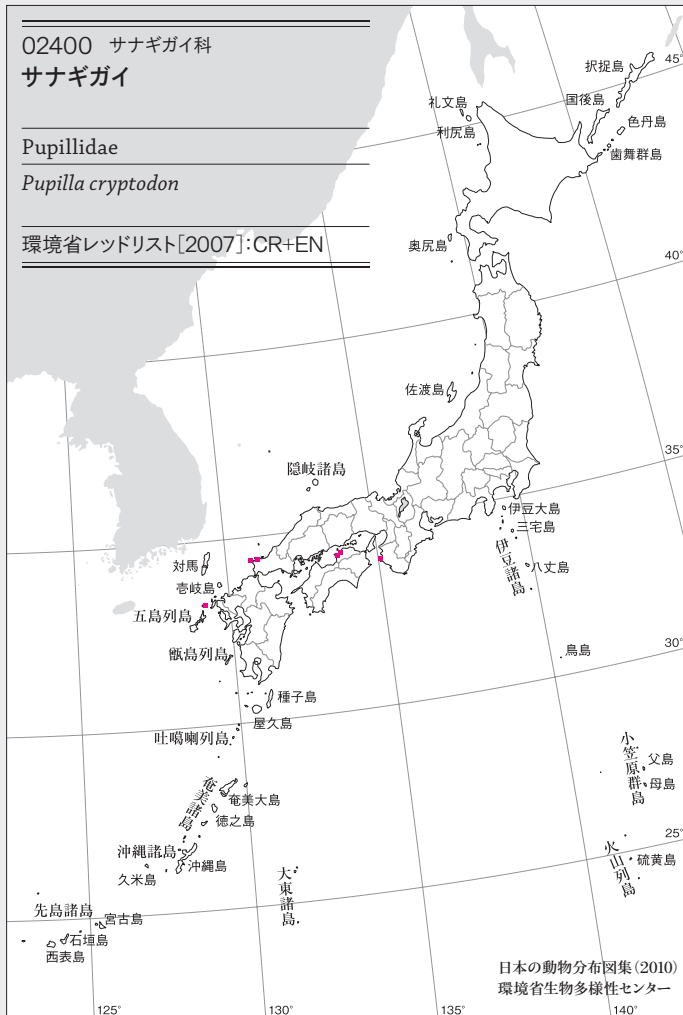 02400 サナギガイ科
サナギガイ
Pupillidae
Pupilla cryptodon
環境省レッドリスト[2007]:CR+EN
択捉島
45°
礼文島
国後島
利尻島
色丹島
歯舞群島
奥尻島
40°
佐渡島
35°
隠岐諸島
伊豆大島
三宅島
伊豆諸島
八丈島
対馬
壱岐島
五島列島
甑島列島
鳥島
30°
種子島
屋久島
吐噶喇列島
小笠原群島
父島
母島
奄美諸島
奄美大島
徳之島
25°
沖縄諸島
沖縄島
久米島
火山列島
硫黄島
大東諸島
先島諸島
宮古島
石垣島
西表島
日本の動物分布図集(2010)
環境省生物多様性センター
125°
130°
135°
140°